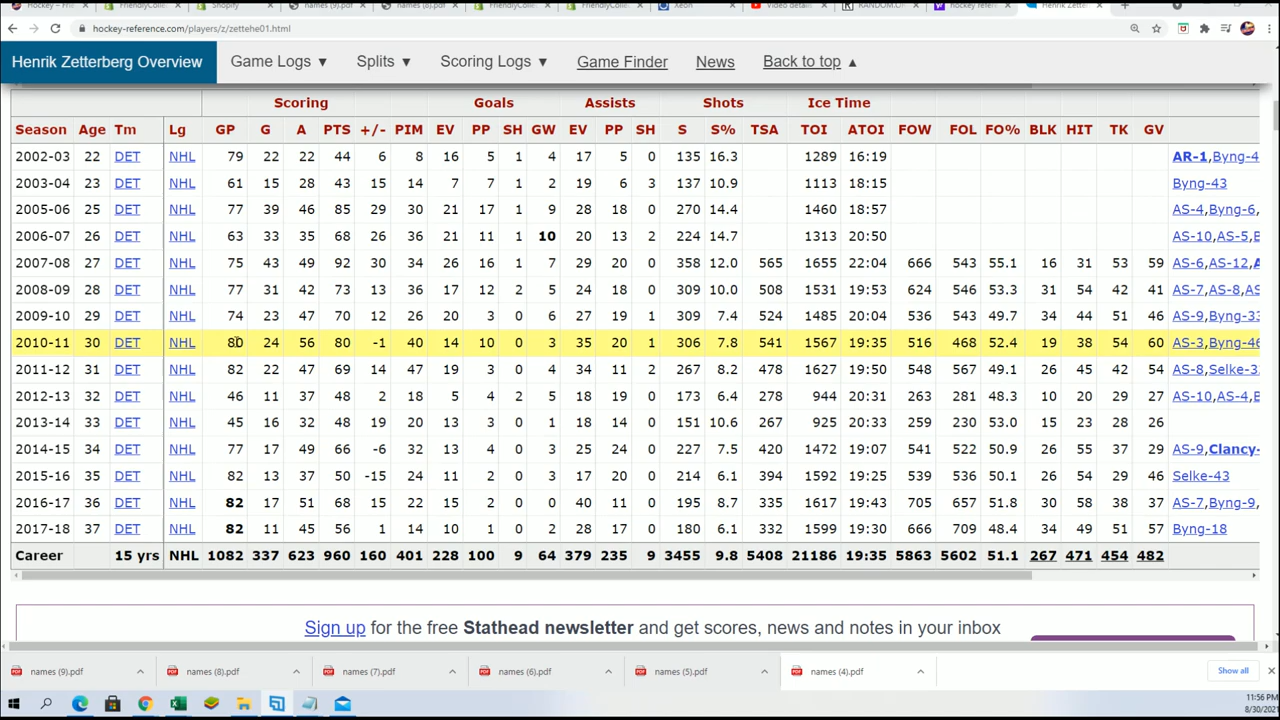 Hockey – F
FriendlyCollec
Shopify
names (9).pdf
names (8).pdf
FriendlyColle
FriendlyColle
Xeon
Video detail
RANDOM.OR
hockey refer
Henrik Zetter
hockey-reference.com/players/z/zettehe01.html
Henrik Zetterberg Overview Game Logs ▼ Splits ▼ Scoring Logs ▼ Game Finder News Back to top ▲
Scoring Goals Assists Shots Ice Time
Season Age Tm Lg GP G A PTS +/- PIM EV PP SH GW EV PP SH S S% TSA TOI ATOI FOW FOL FO% BLK HIT TK GV
2002-03 22 DET NHL 79 22 22 44 6 8 16 5 1 4 17 5 0 135 16.3 1289 16:19 AR-1,Byng-4
2003-04 23 DET NHL 61 15 28 43 15 14 7 7 1 2 19 6 3 137 10.9 1113 18:15 Byng-43
2005-06 25 DET NHL 77 39 46 85 29 30 21 17 1 9 28 18 0 270 14.4 1460 18:57 AS-4,Byng-6,
2006-07 26 DET NHL 63 33 35 68 26 36 21 11 1 10 20 13 2 224 14.7 1313 20:50 AS-10,AS-5,B
2007-08 27 DET NHL 75 43 49 92 30 34 26 16 1 7 29 20 0 358 12.0 565 1655 22:04 666 543 55.1 16 31 53 59 AS-6,AS-12,A
2008-09 28 DET NHL 77 31 42 73 13 36 17 12 2 5 24 18 0 309 10.0 508 1531 19:53 624 546 53.3 31 54 42 41 AS-7,AS-8,AS
2009-10 29 DET NHL 74 23 47 70 12 26 20 3 0 6 27 19 1 309 7.4 524 1485 20:04 536 543 49.7 34 44 51 46 AS-9,Byng-33
2010-11 30 DET NHL 80 24 56 80 -1 40 14 10 0 3 35 20 1 306 7.8 541 1567 19:35 516 468 52.4 19 38 54 60 AS-3,Byng-46
2011-12 31 DET NHL 82 22 47 69 14 47 19 3 0 4 34 11 2 267 8.2 478 1627 19:50 548 567 49.1 26 45 42 54 AS-8,Selke-3
2012-13 32 DET NHL 46 11 37 48 2 18 5 4 2 5 18 19 0 173 6.4 278 944 20:31 263 281 48.3 10 20 29 27 AS-10,AS-4,B
2013-14 33 DET NHL 45 16 32 48 19 20 13 3 0 1 18 14 0 151 10.6 267 925 20:33 259 230 53.0 15 23 28 26
2014-15 34 DET NHL 77 17 49 66 -6 32 13 4 0 3 25 24 0 227 7.5 420 1472 19:07 541 522 50.9 26 55 37 29 AS-9,Clancy-
2015-16 35 DET NHL 82 13 37 50 -15 24 11 2 0 3 17 20 0 214 6.1 394 1592 19:25 539 536 50.1 26 54 29 46 Selke-43
2016-17 36 DET NHL 82 17 51 68 15 22 15 2 0 0 40 11 0 195 8.7 335 1617 19:43 705 657 51.8 30 58 38 37 AS-7,Byng-9,
2017-18 37 DET NHL 82 11 45 56 1 14 10 1 0 2 28 17 0 180 6.1 332 1599 19:30 666 709 48.4 34 49 51 57 Byng-18
Career 15 yrs NHL 1082 337 623 960 160 401 228 100 9 64 379 235 9 3455 9.8 5408 21186 19:35 5863 5602 51.1 267 471 454 482
Sign up for the free Stathead newsletter and get scores, news and notes in your inbox
names (9).pdf names (8).pdf names (7).pdf names (6).pdf names (5).pdf names (4).pdf Show all
11:56 PM
8/30/2021